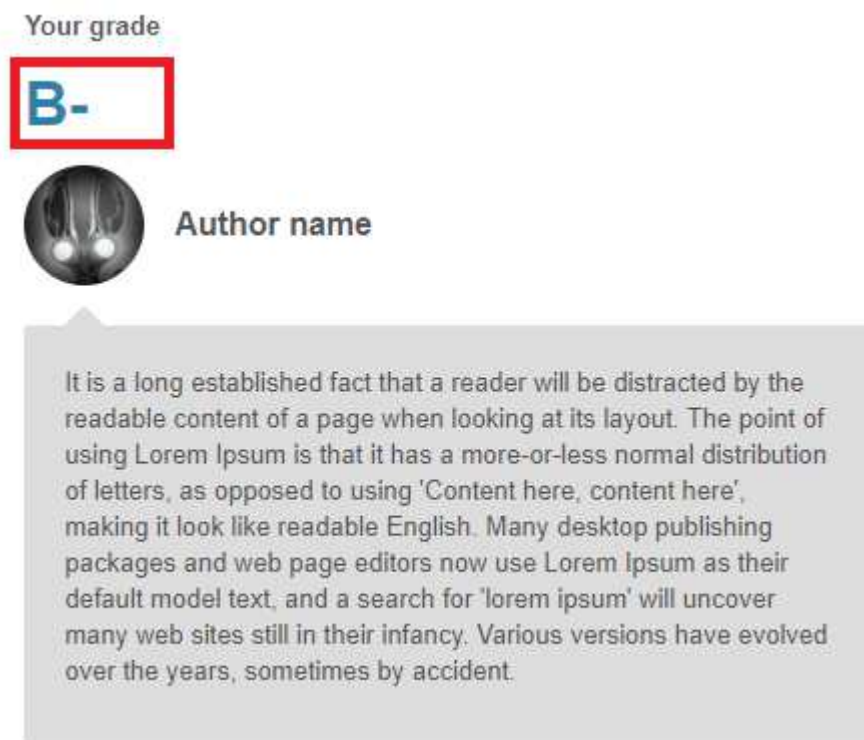 Your grade
B-
Author name
It is a long established fact that a reader will be distracted by the
readable content of a page when looking at its layout. The point of
using Lorem Ipsum is that it has a more-or-less normal distribution
of letters, as opposed to using 'Content here, content here',
making it look like readable English. Many desktop publishing
packages and web page editors now use Lorem Ipsum as their
default model text, and a search for 'lorem ipsum' will uncover
many web sites still in their infancy. Various versions have evolved
over the years, sometimes by accident.